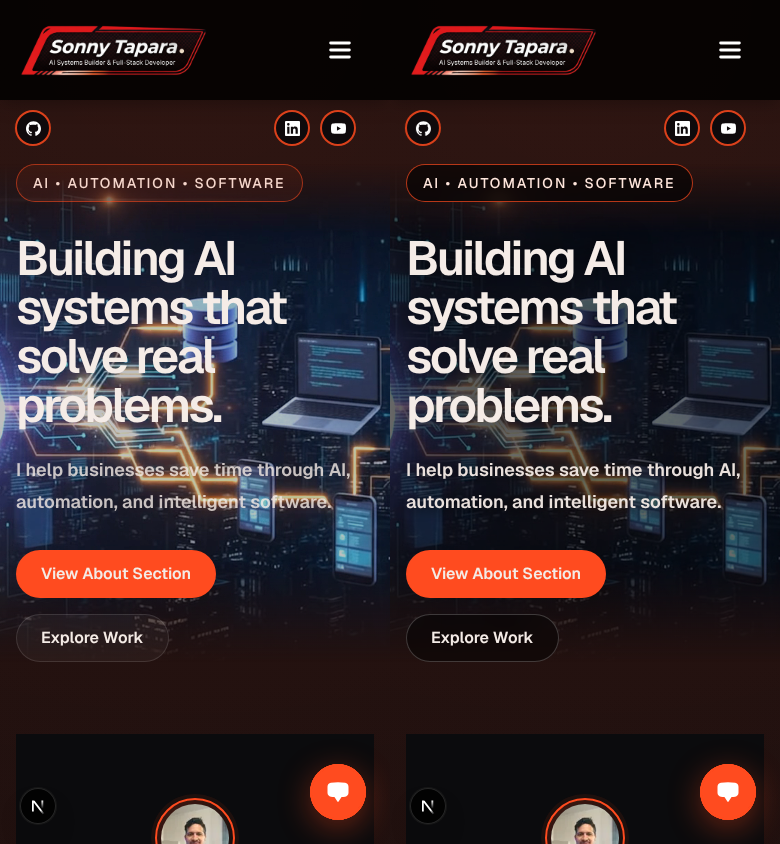 Sonny Tapara.
AI Systems Builder & Full-Stack Developer
Sonny Tapara.
AI Systems Builder & Full-Stack Developer
in
in
AI • AUTOMATION • SOFTWARE
AI • AUTOMATION • SOFTWARE
Building AI
systems that
solve real
problems.
Building AI
systems that
solve real
problems.
I help businesses save time through AI,
automation, and intelligent software.
I help businesses save time through AI,
automation, and intelligent software.
View About Section
View About Section
Explore Work
Explore Work
N
N